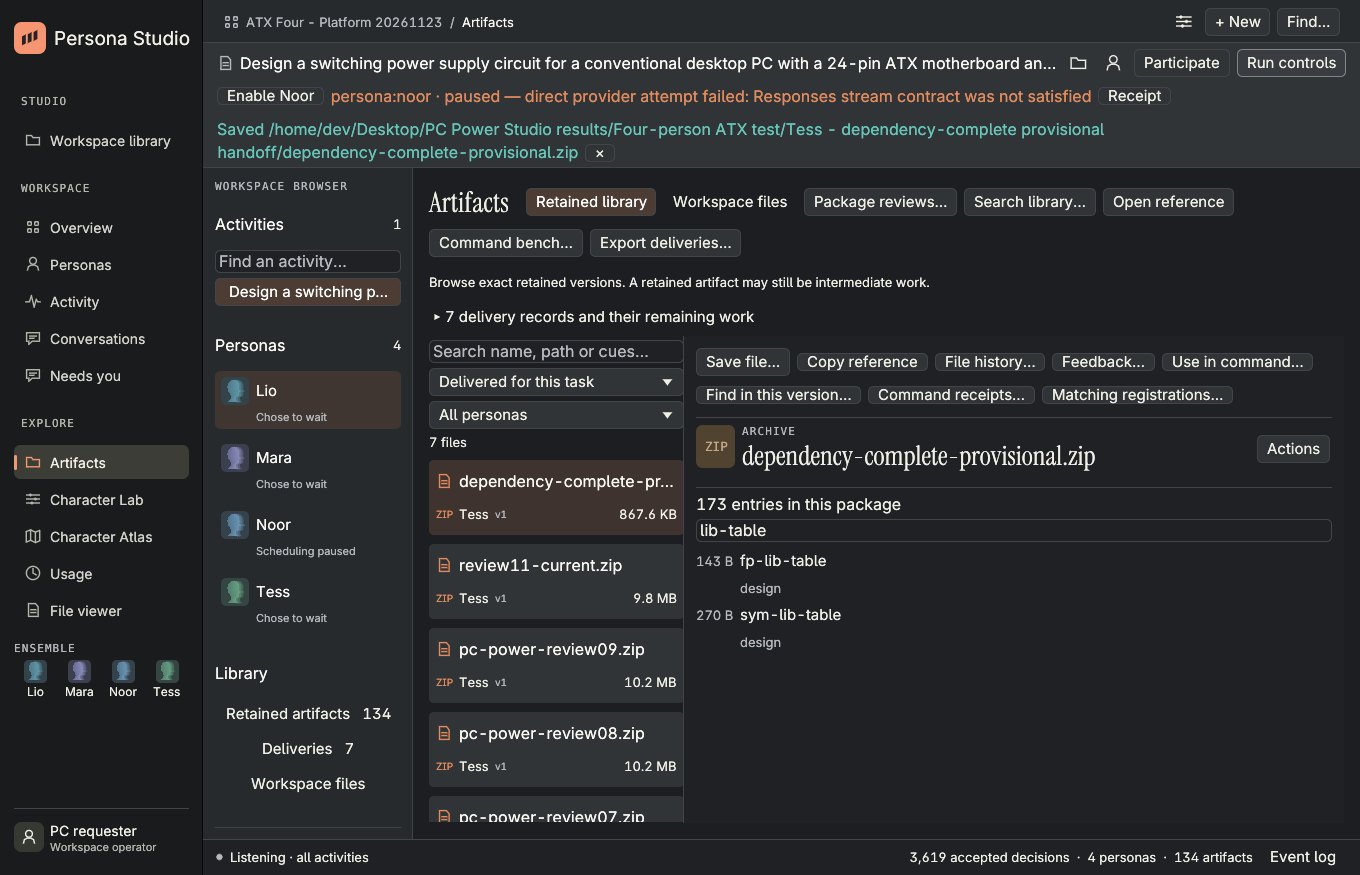 Persona Studio
STUDIO
Workspace library
WORKSPACE
Overview
Personas
Activity
Conversations
Needs you
EXPLORE
Artifacts
Character Lab
Character Atlas
Usage
File viewer
ENSEMBLE
Lio Mara Noor Tess
PC requester
Workspace operator
ATX Four - Platform 20261123 / Artifacts
+ New Find...
Design a switching power supply circuit for a conventional desktop PC with a 24-pin ATX motherboard an... Participate Run controls
Enable Noor persona:noor · paused — direct provider attempt failed: Responses stream contract was not satisfied Receipt
Saved /home/dev/Desktop/PC Power Studio results/Four-person ATX test/Tess - dependency-complete provisional
handoff/dependency-complete-provisional.zip ×
WORKSPACE BROWSER
Activities 1
Find an activity...
Design a switching p...
Personas 4
Lio
Chose to wait
Mara
Chose to wait
Noor
Scheduling paused
Tess
Chose to wait
Library
Retained artifacts 134
Deliveries 7
Workspace files
Artifacts Retained library Workspace files Package reviews... Search library... Open reference
Command bench... Export deliveries...
Browse exact retained versions. A retained artifact may still be intermediate work.
7 delivery records and their remaining work
Search name, path or cues...
Delivered for this task
All personas
7 files
dependency-complete-pr...
ZIP Tess v1 867.6 KB
review11-current.zip
ZIP Tess v1 9.8 MB
pc-power-review09.zip
ZIP Tess v1 10.2 MB
pc-power-review08.zip
ZIP Tess v1 10.2 MB
pc-power-review07.zip
Save file... Copy reference File history... Feedback... Use in command...
Find in this version... Command receipts... Matching registrations...
ZIP
ARCHIVE
dependency-complete-provisional.zip
Actions
173 entries in this package
lib-table
143 B fp-lib-table
design
270 B sym-lib-table
design
Listening · all activities
3,619 accepted decisions · 4 personas · 134 artifacts Event log